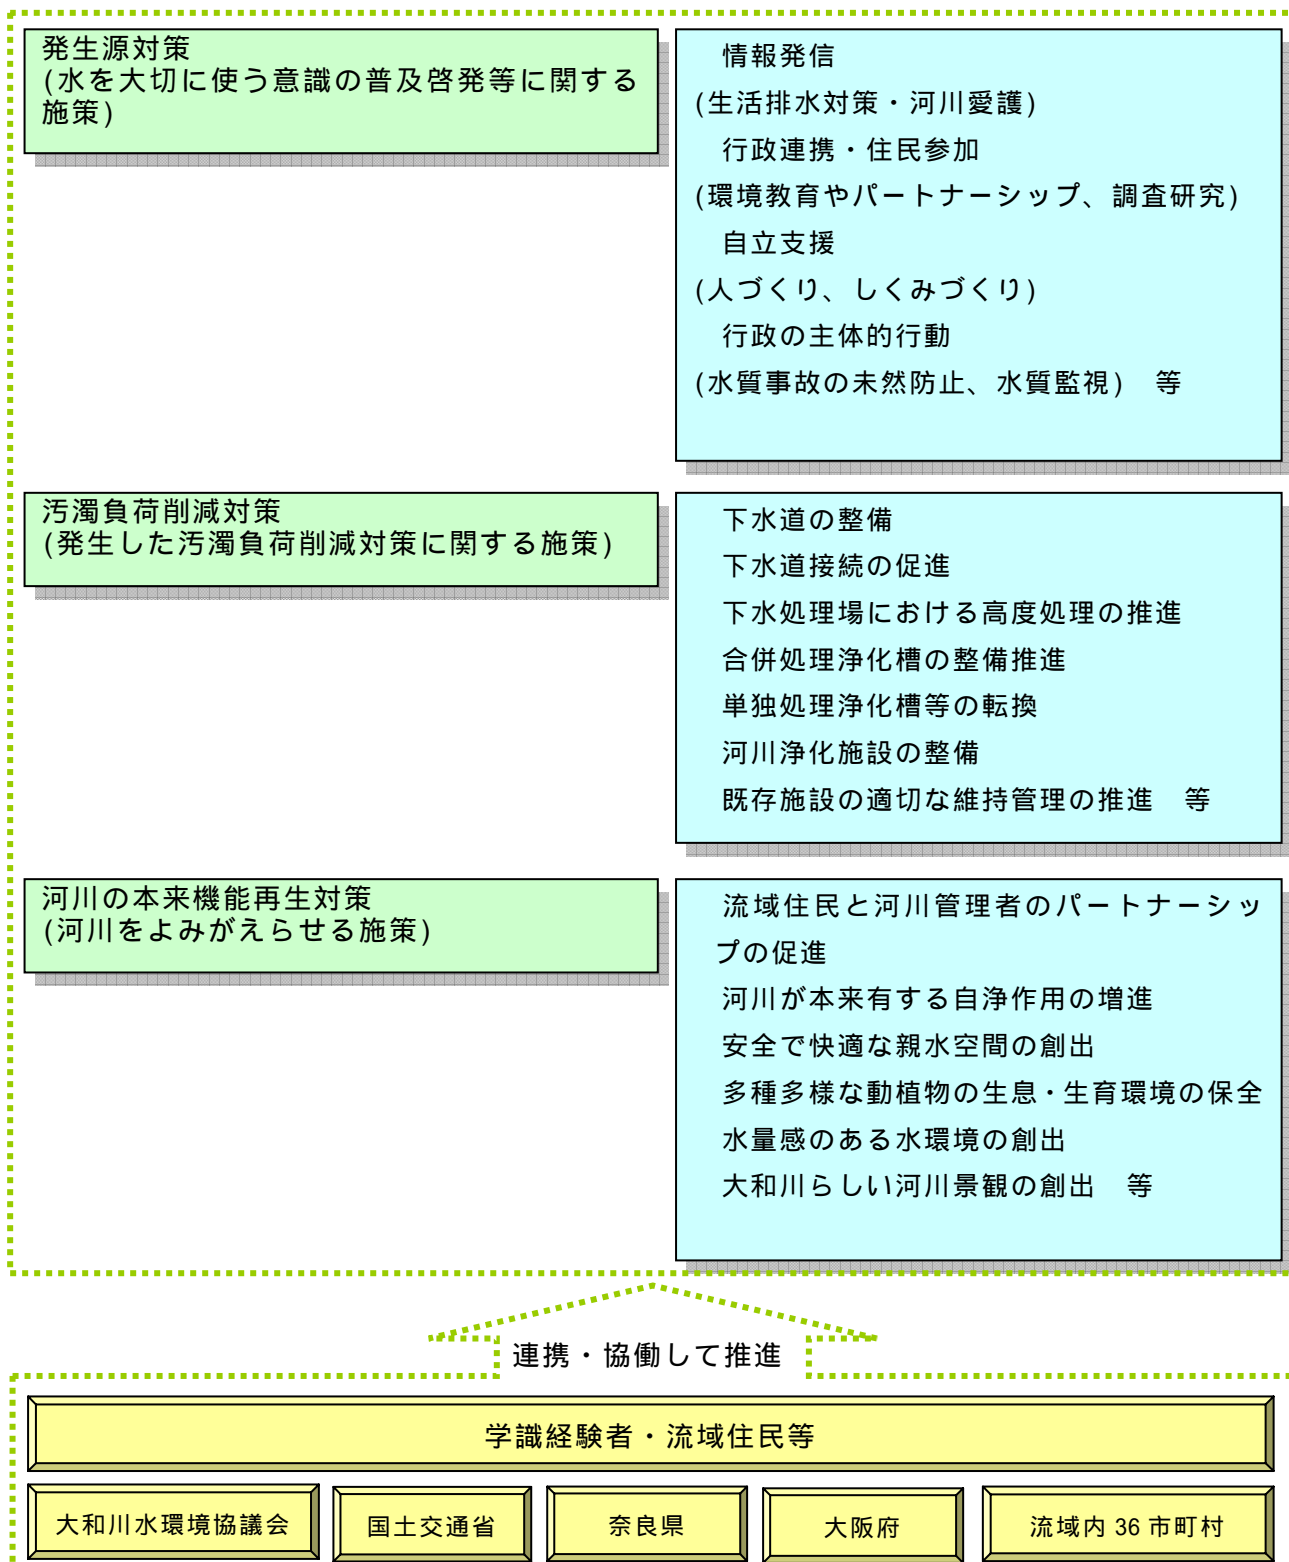 発生源対策
(水を大切に使う意識の普及啓発等に関する
施策)
情報発信
(生活排水対策・河川愛護)
行政連携・住民参加
(環境教育やパートナーシップ、調査研究)
自立支援
(人づくり、しくみづくり)
行政の主体的行動
(水質事故の未然防止、水質監視)　等
汚濁負荷削減対策
(発生した汚濁負荷削減対策に関する施策)
下水道の整備
下水道接続の促進
下水処理場における高度処理の推進
合併処理浄化槽の整備推進
単独処理浄化槽等の転換
河川浄化施設の整備
既存施設の適切な維持管理の推進　等
河川の本来機能再生対策
(河川をよみがえらせる施策)
流域住民と河川管理者のパートナーシッ
プの促進
河川が本来有する自浄作用の増進
安全で快適な親水空間の創出
多種多様な動植物の生息・生育環境の保全
水量感のある水環境の創出
大和川らしい河川景観の創出　等
連携・協働して推進
学識経験者・流域住民等
大和川水環境協議会
国土交通省
奈良県
大阪府
流域内 36 市町村